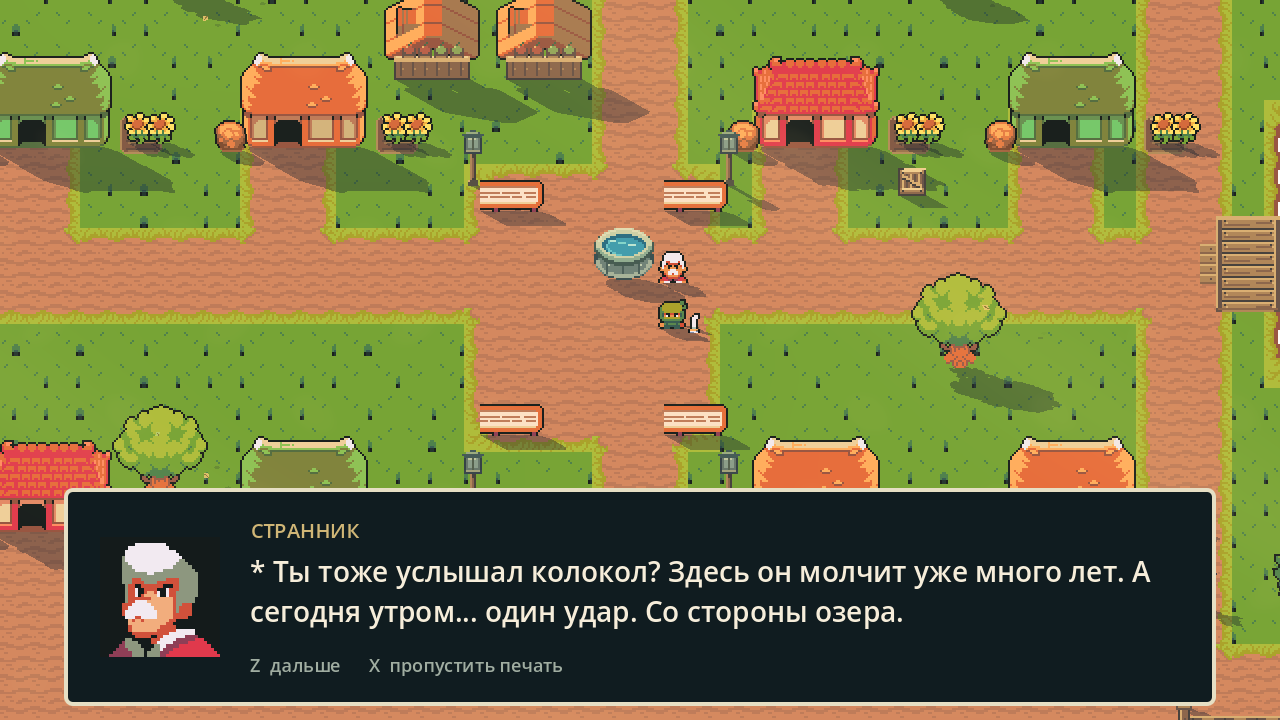 СТРАННИК
* Ты тоже услышал колокол? Здесь он молчит уже много лет. А
сегодня утром... один удар. Со стороны озера.
Z дальше X пропустить печать